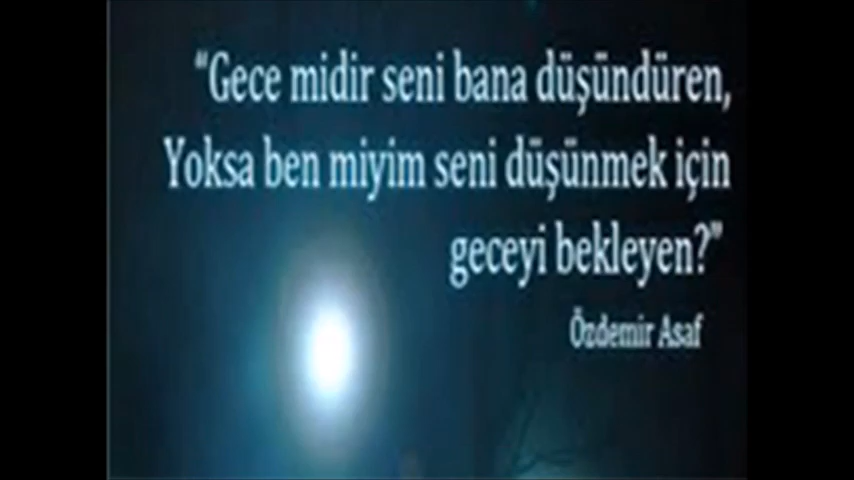 “Gece midir seni bana düşündüren,
Yoksa ben miyim seni düşünmek için
geceyi bekleyen?”
Özdemir Asaf